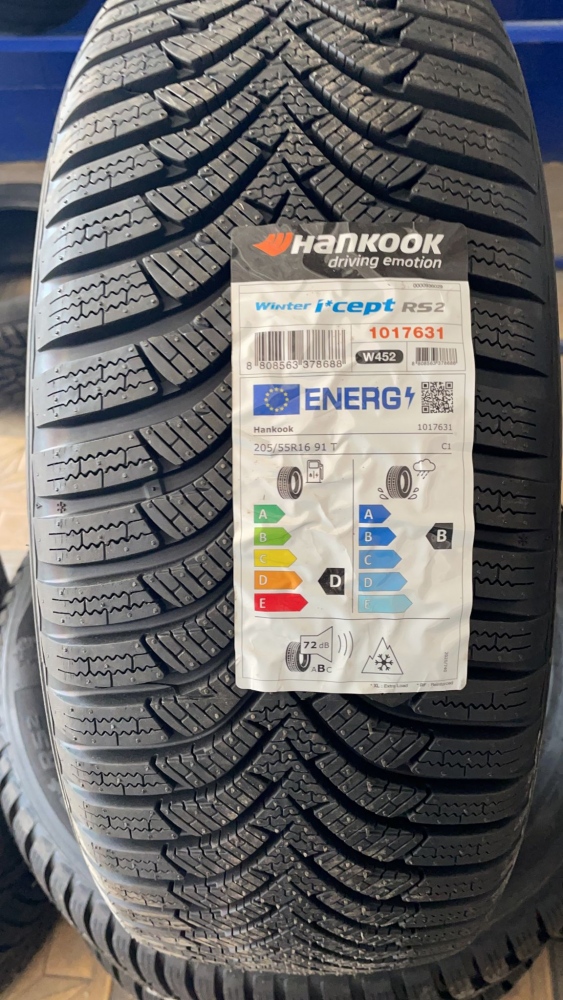 HANKOOK
driving emotion
Winter i*cept RS2
1017631
8 808563 378688
W452
ENERG
Hankook 1017631
205/55R16 91 T C1
A A
B B B
C C
D D D
E E
72 dB
ABC